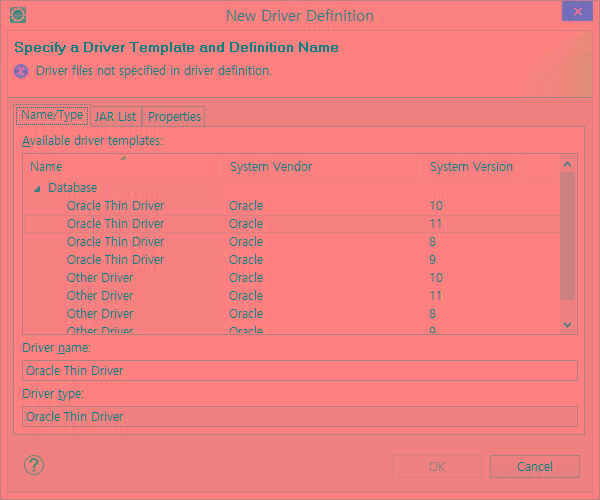 New Driver Definition
Specify a Driver Template and Definition Name
Driver files not specified in driver definition.
Name/Type JAR List Properties
Available driver templates:
Name System Vendor System Version
Database
Oracle Thin Driver Oracle 10
Oracle Thin Driver Oracle 11
Oracle Thin Driver Oracle 8
Oracle Thin Driver Oracle 9
Other Driver Oracle 10
Other Driver Oracle 11
Other Driver Oracle 8
Other Driver Oracle 9
Driver name:
Oracle Thin Driver
Driver type:
Oracle Thin Driver
OK Cancel